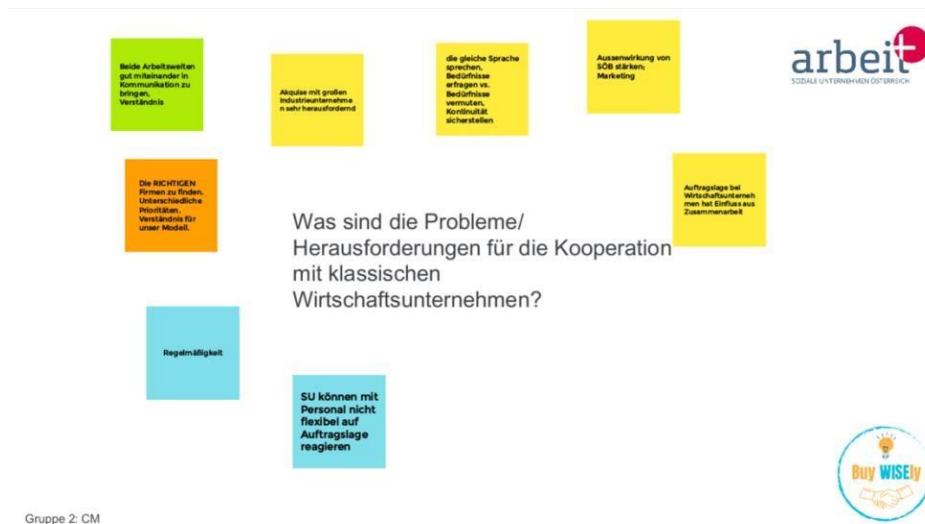 Beide Arbeitswelten
gut miteinander in
Kommunikation zu
bringen,
Verständnis
Akquise mit großen
Industrieunternehme
n sehr herausfordernd
die gleiche Sprache
sprechen,
Bedürfnisse
erfragen vs.
Bedürfnisse
vermuten,
Kontinuität
sicherstellen
Aussenwirkung von
SÖB stärken;
Marketing
arbeit+
SOZIALE UNTERNEHMEN ÖSTERREICH
Die RICHTIGEN
Firmen zu finden.
Unterschiedliche
Prioritäten.
Verständnis für
unser Modell.
Auftragslage bei
Wirtschaftsunterneh
men hat Einfluss aus
Zusammenarbeit
Was sind die Probleme/
Herausforderungen für die Kooperation
mit klassischen
Wirtschaftsunternehmen?
Regelmäßigkeit
SU können mit
Personal nicht
flexibel auf
Auftragslage
reagieren
Buy WISEly
Gruppe 2: CM